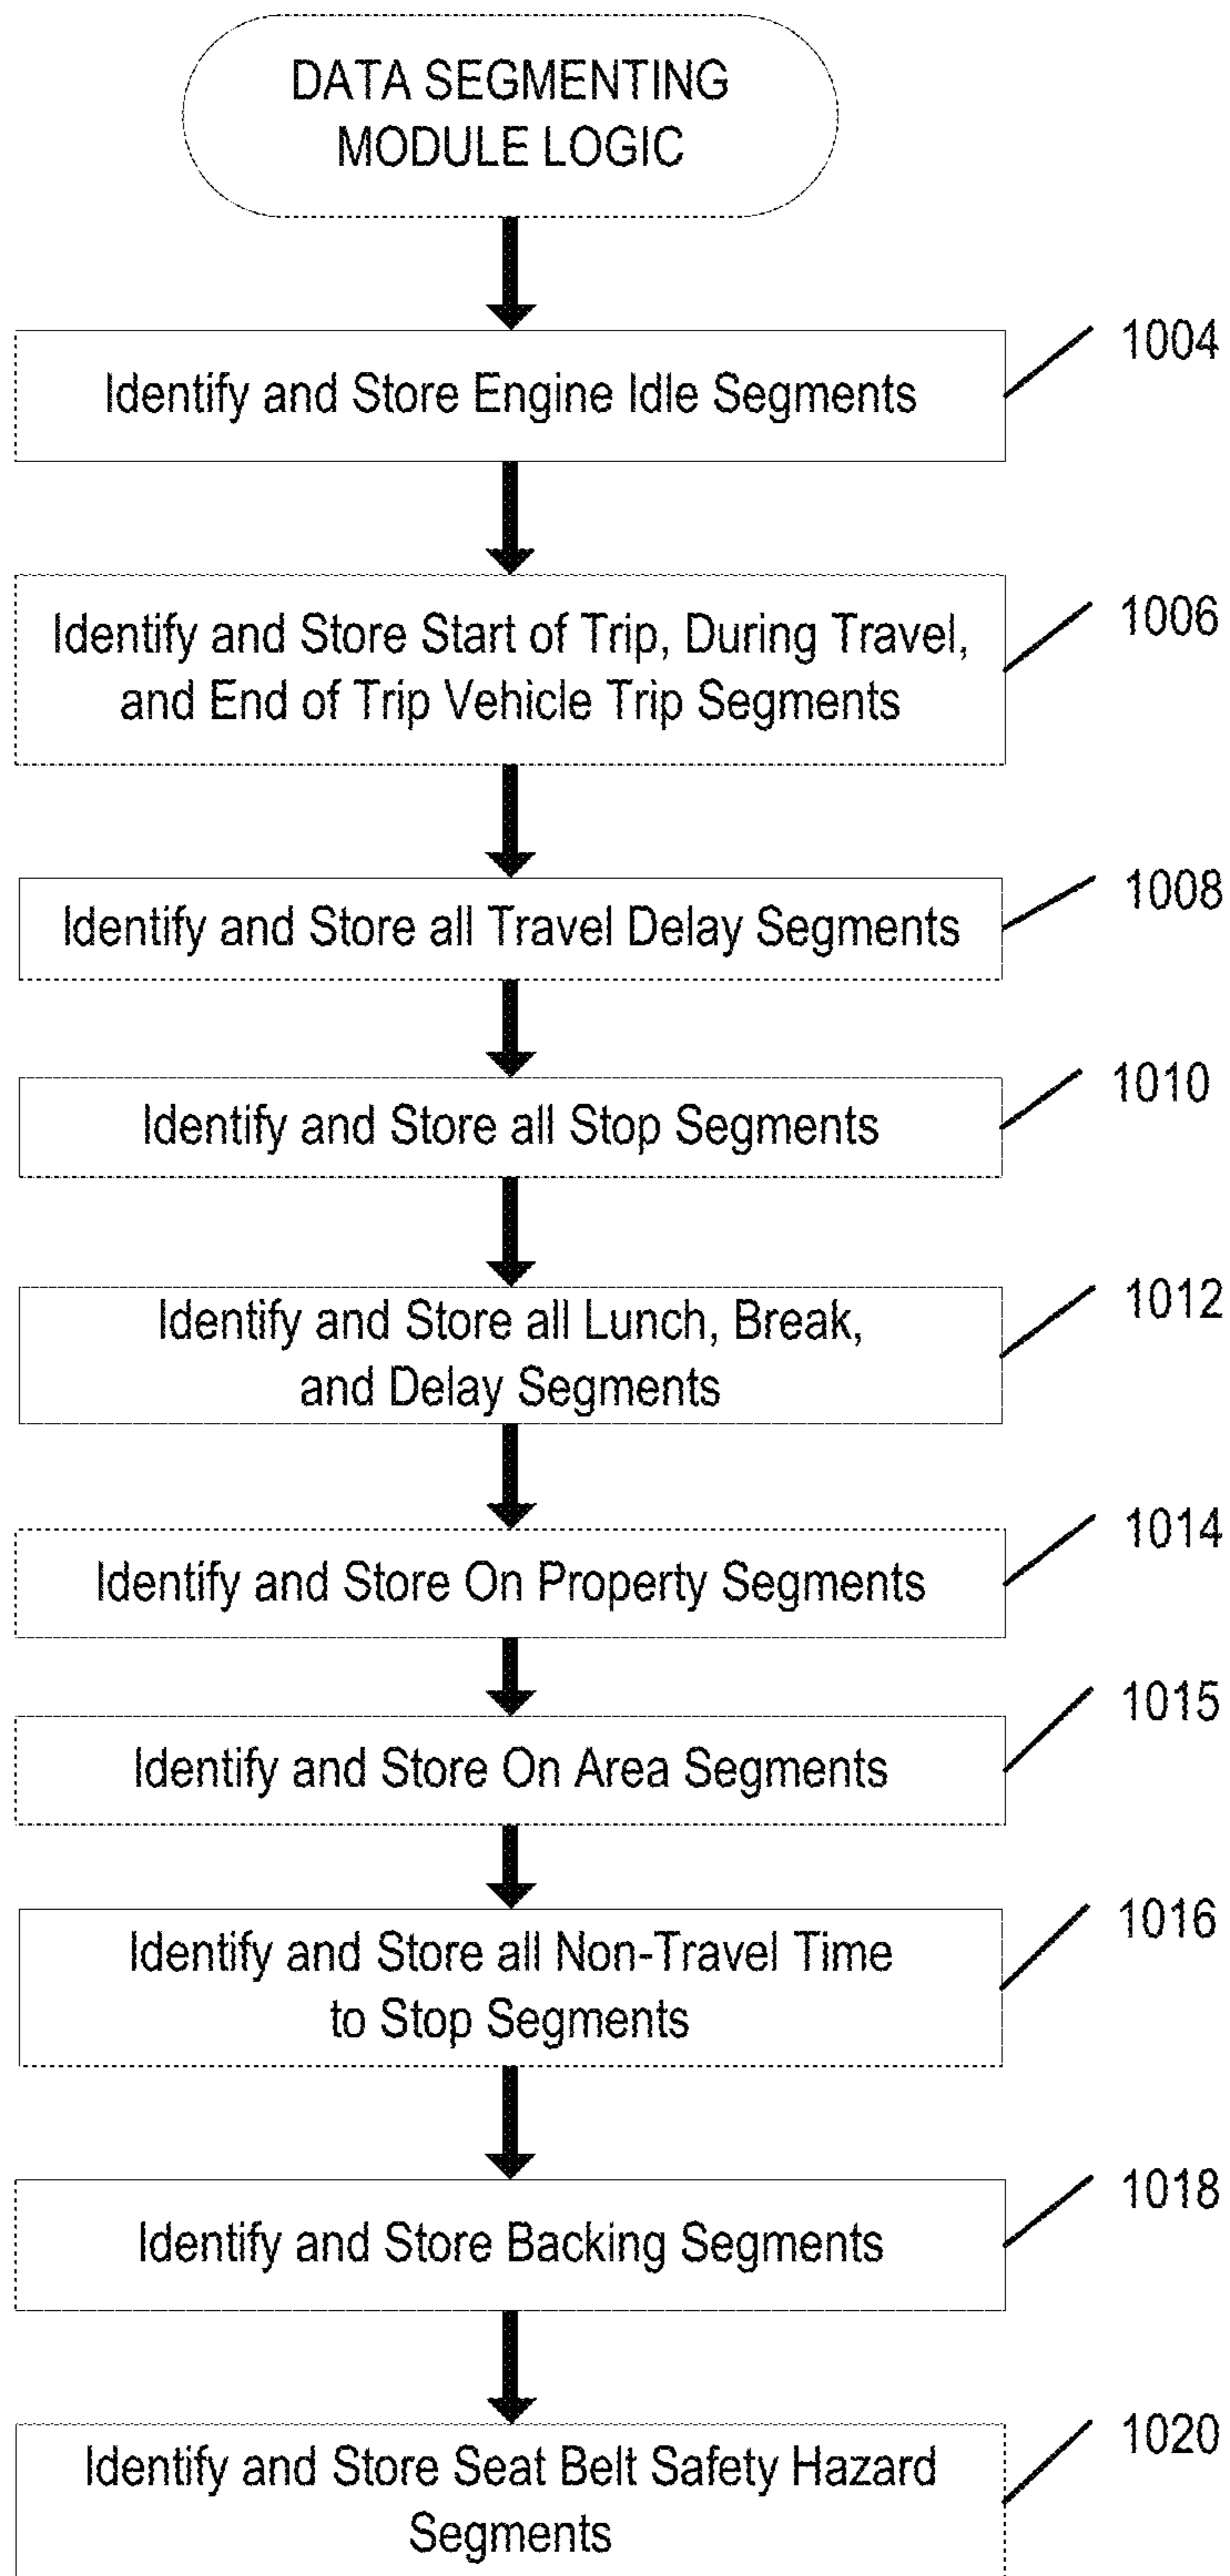 DATA SEGMENTING
MODULE LOGIC
1004
Identify and Store Engine Idle Segments
1006
Identify and Store Start of Trip, During Travel,
and End of Trip Vehicle Trip Segments
1008
Identify and Store all Travel Delay Segments
1010
Identify and Store all Stop Segments
1012
Identify and Store all Lunch, Break,
and Delay Segments
1014
Identify and Store On Property Segments
1015
Identify and Store On Area Segments
1016
Identify and Store all Non-Travel Time
to Stop Segments
1018
Identify and Store Backing Segments
1020
Identify and Store Seat Belt Safety Hazard
Segments